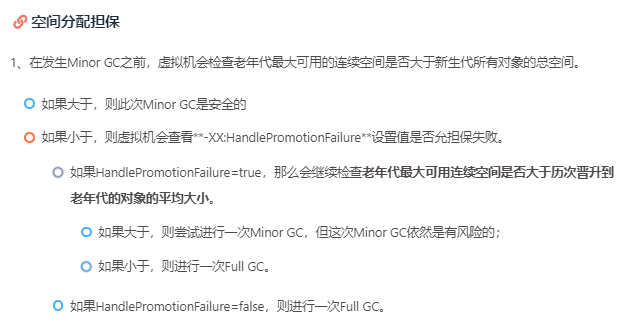 空间分配担保
1、在发生Minor GC之前，虚拟机会检查老年代最大可用的连续空间是否大于新生代所有对象的总空间。
如果大于，则此次Minor GC是安全的
如果小于，则虚拟机会查看**-XX:HandlePromotionFailure**设置值是否允担保失败。
如果HandlePromotionFailure=true，那么会继续检查老年代最大可用连续空间是否大于历次晋升到
老年代的对象的平均大小。
如果大于，则尝试进行一次Minor GC，但这次Minor GC依然是有风险的；
如果小于，则进行一次Full GC。
如果HandlePromotionFailure=false，则进行一次Full GC。